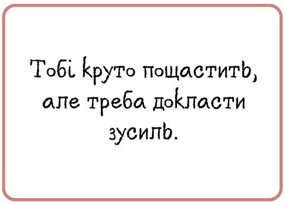 Тобі круто пощастить,
але треба докласти
зусиль.